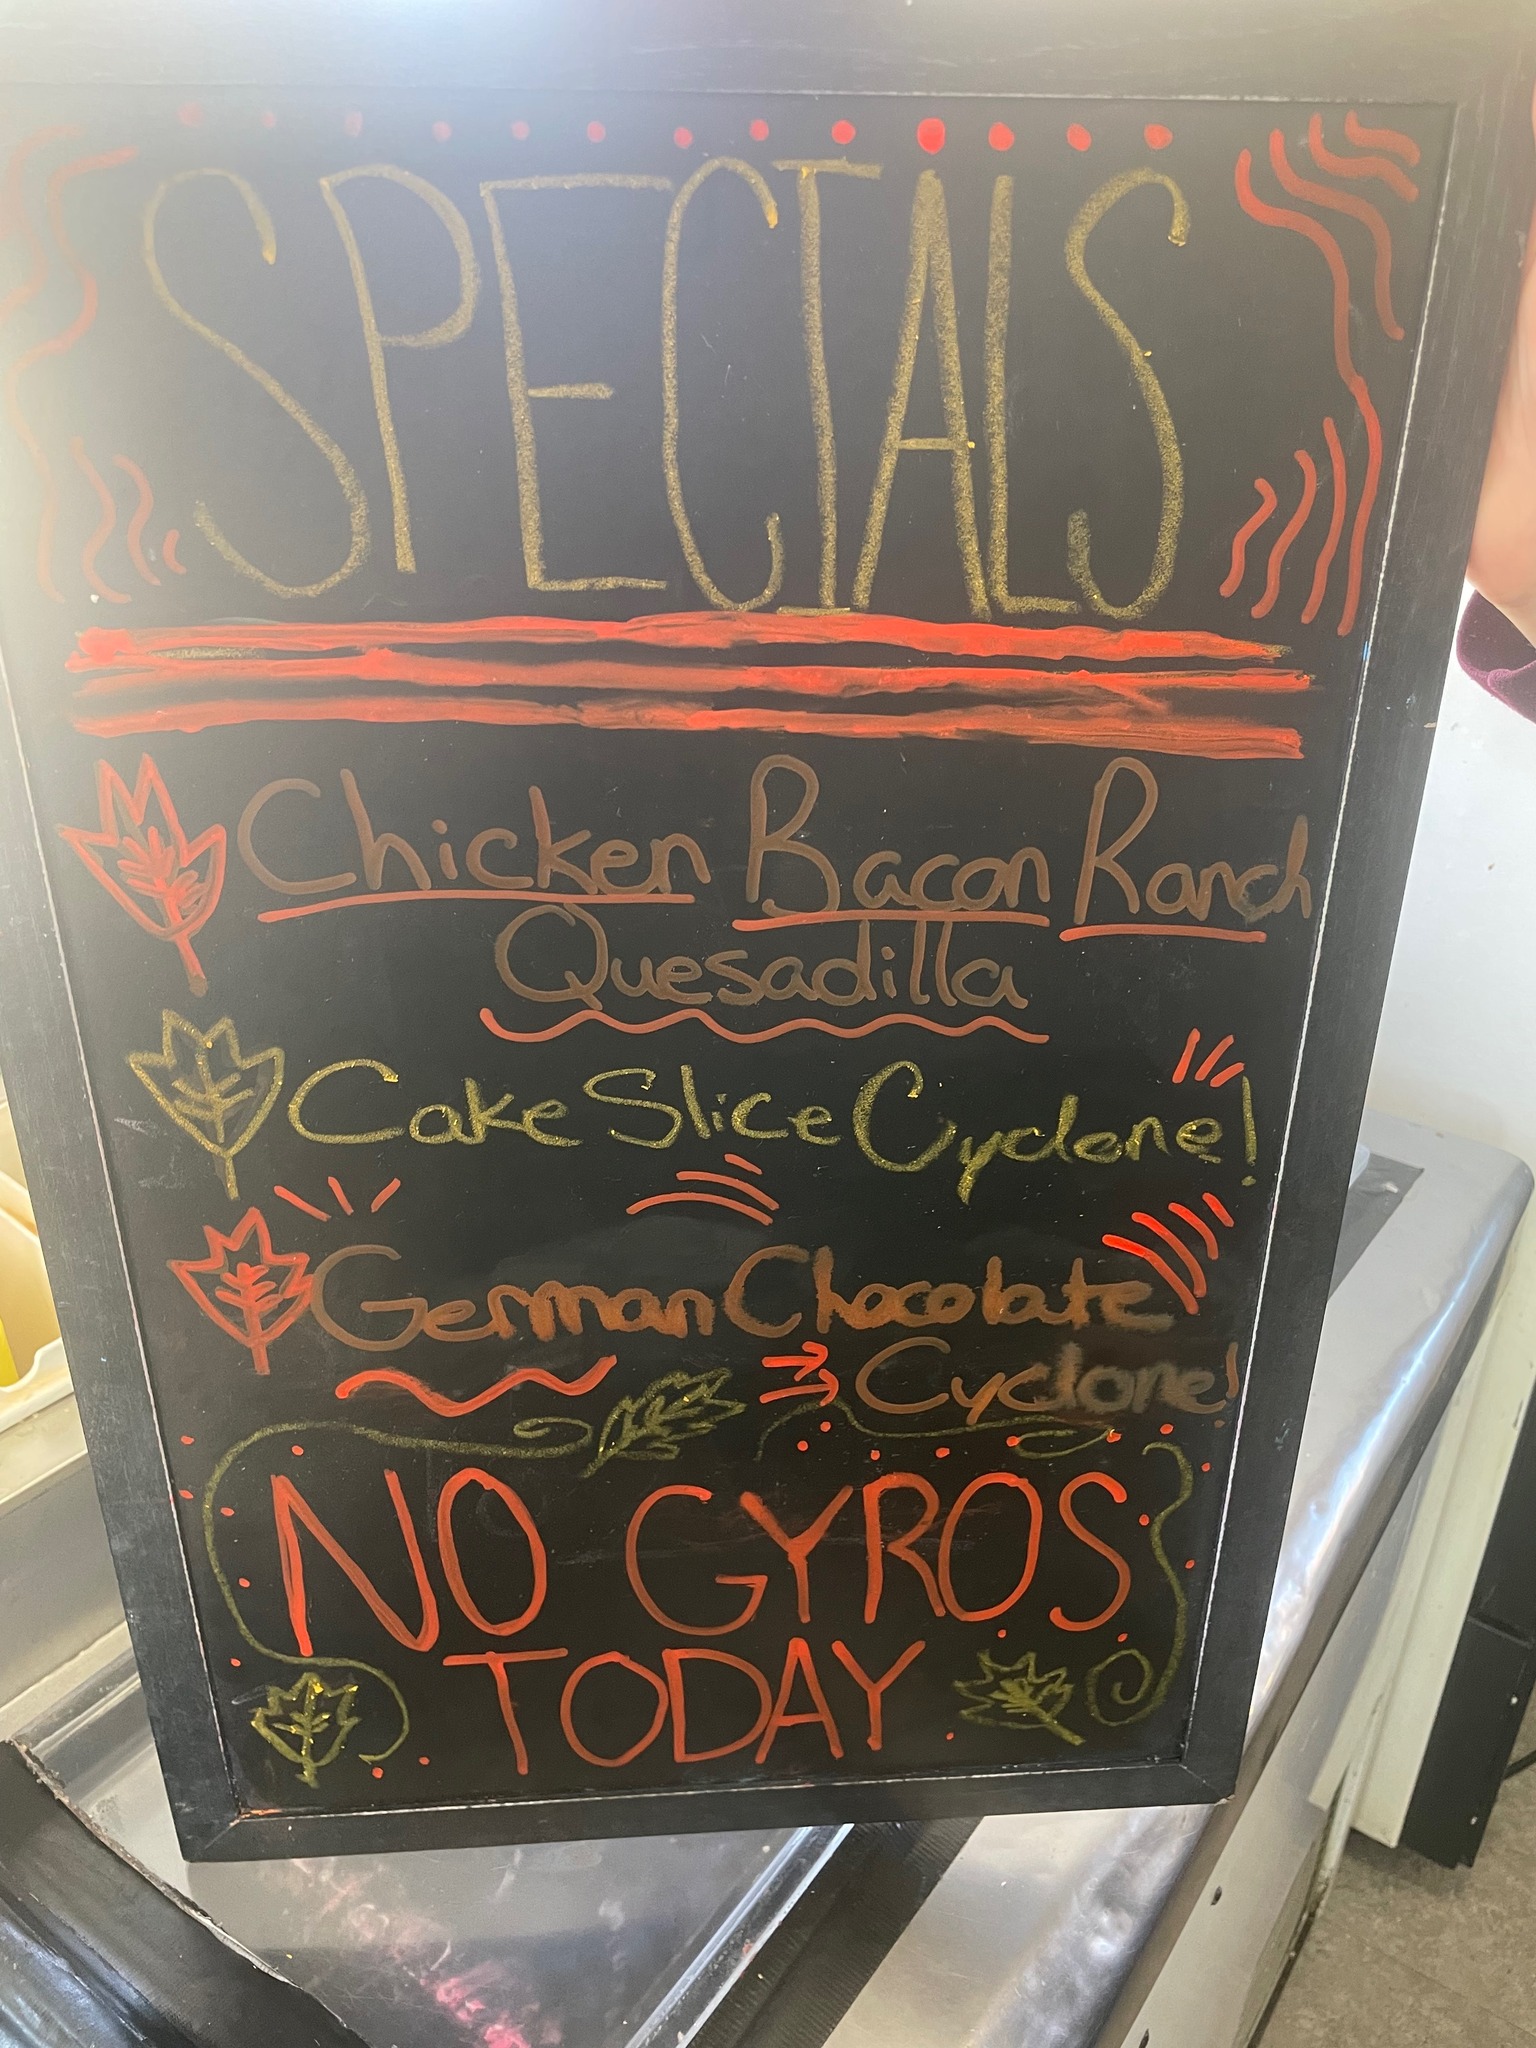 SPECIALS
Chicken Bacon Ranch
Quesadilla
Cake Slice Cyclone!
German Chocolate
Cyclone!
NO GYROS
TODAY